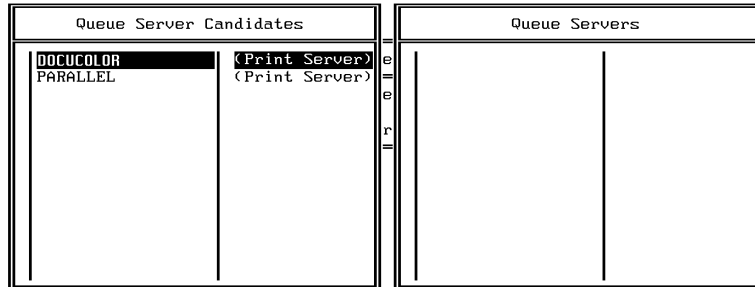 Queue Server Candidates
Queue Servers
DOCUCOLOR (Print Server)
PARALLEL (Print Server)
e
e
r